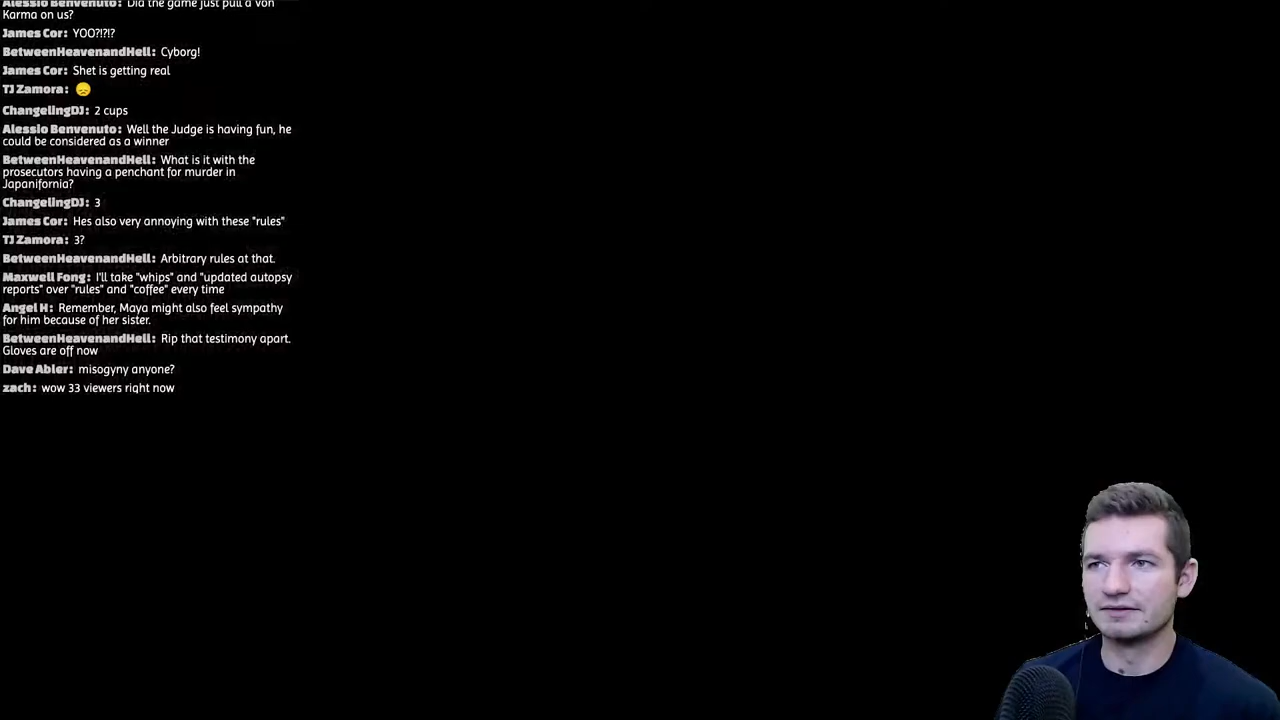 Alessio Benvenuto: Did the game just pull a Von
Karma on us?
James Cor: YOO?!?!?
BetweenHeavenandHell: Cyborg!
James Cor: Shet is getting real
TJ Zamora: 😞
ChangelingDJ: 2 cups
Alessio Benvenuto: Well the Judge is having fun, he
could be considered as a winner
BetweenHeavenandHell: What is it with the
prosecutors having a penchant for murder in
Japanifornia?
ChangelingDJ: 3
James Cor: Hes also very annoying with these "rules"
TJ Zamora: 3?
BetweenHeavenandHell: Arbitrary rules at that.
Maxwell Fong: I'll take "whips" and "updated autopsy
reports" over "rules" and "coffee" every time
Angel H: Remember, Maya might also feel sympathy
for him because of her sister.
BetweenHeavenandHell: Rip that testimony apart.
Gloves are off now
Dave Abler: misogyny anyone?
zach: wow 33 viewers right now